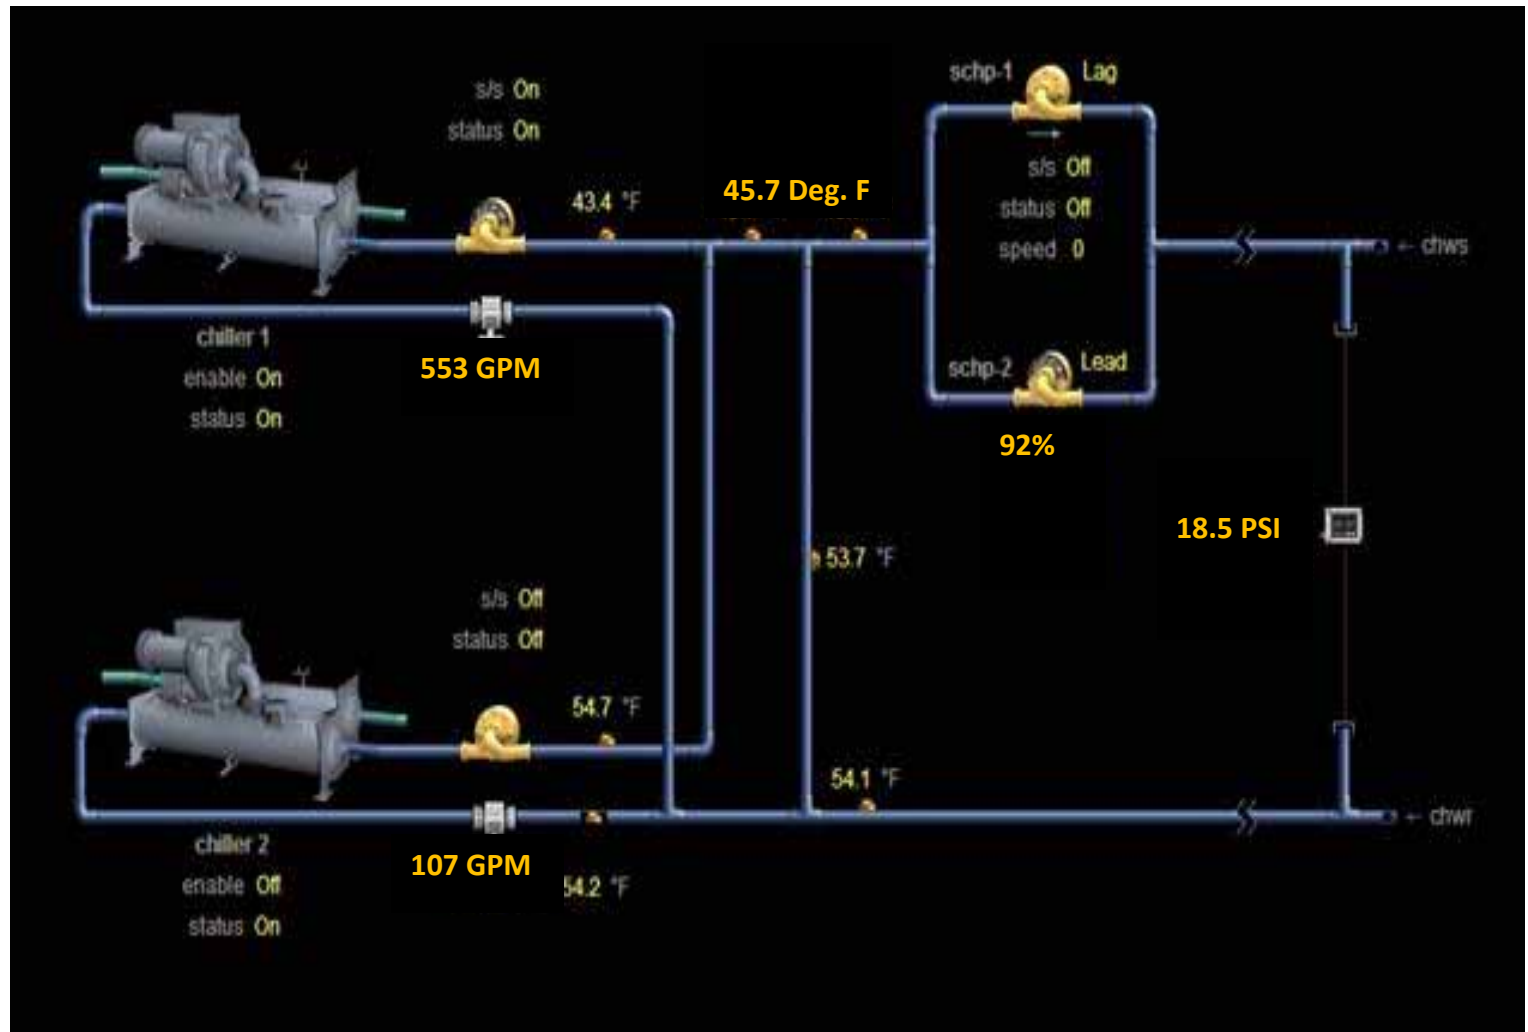 s/s On
status On
43.4 °F
45.7 Deg. F
schp-1 Lag
s/s Off
status Off
speed 0
← chws
chiller 1
enable On
status On
553 GPM
schp-2 Lead
92%
18.5 PSI
53.7 °F
s/s Off
status Off
54.7 °F
54.1 °F
← chwr
chiller 2
enable Off
status On
107 GPM
54.2 °F